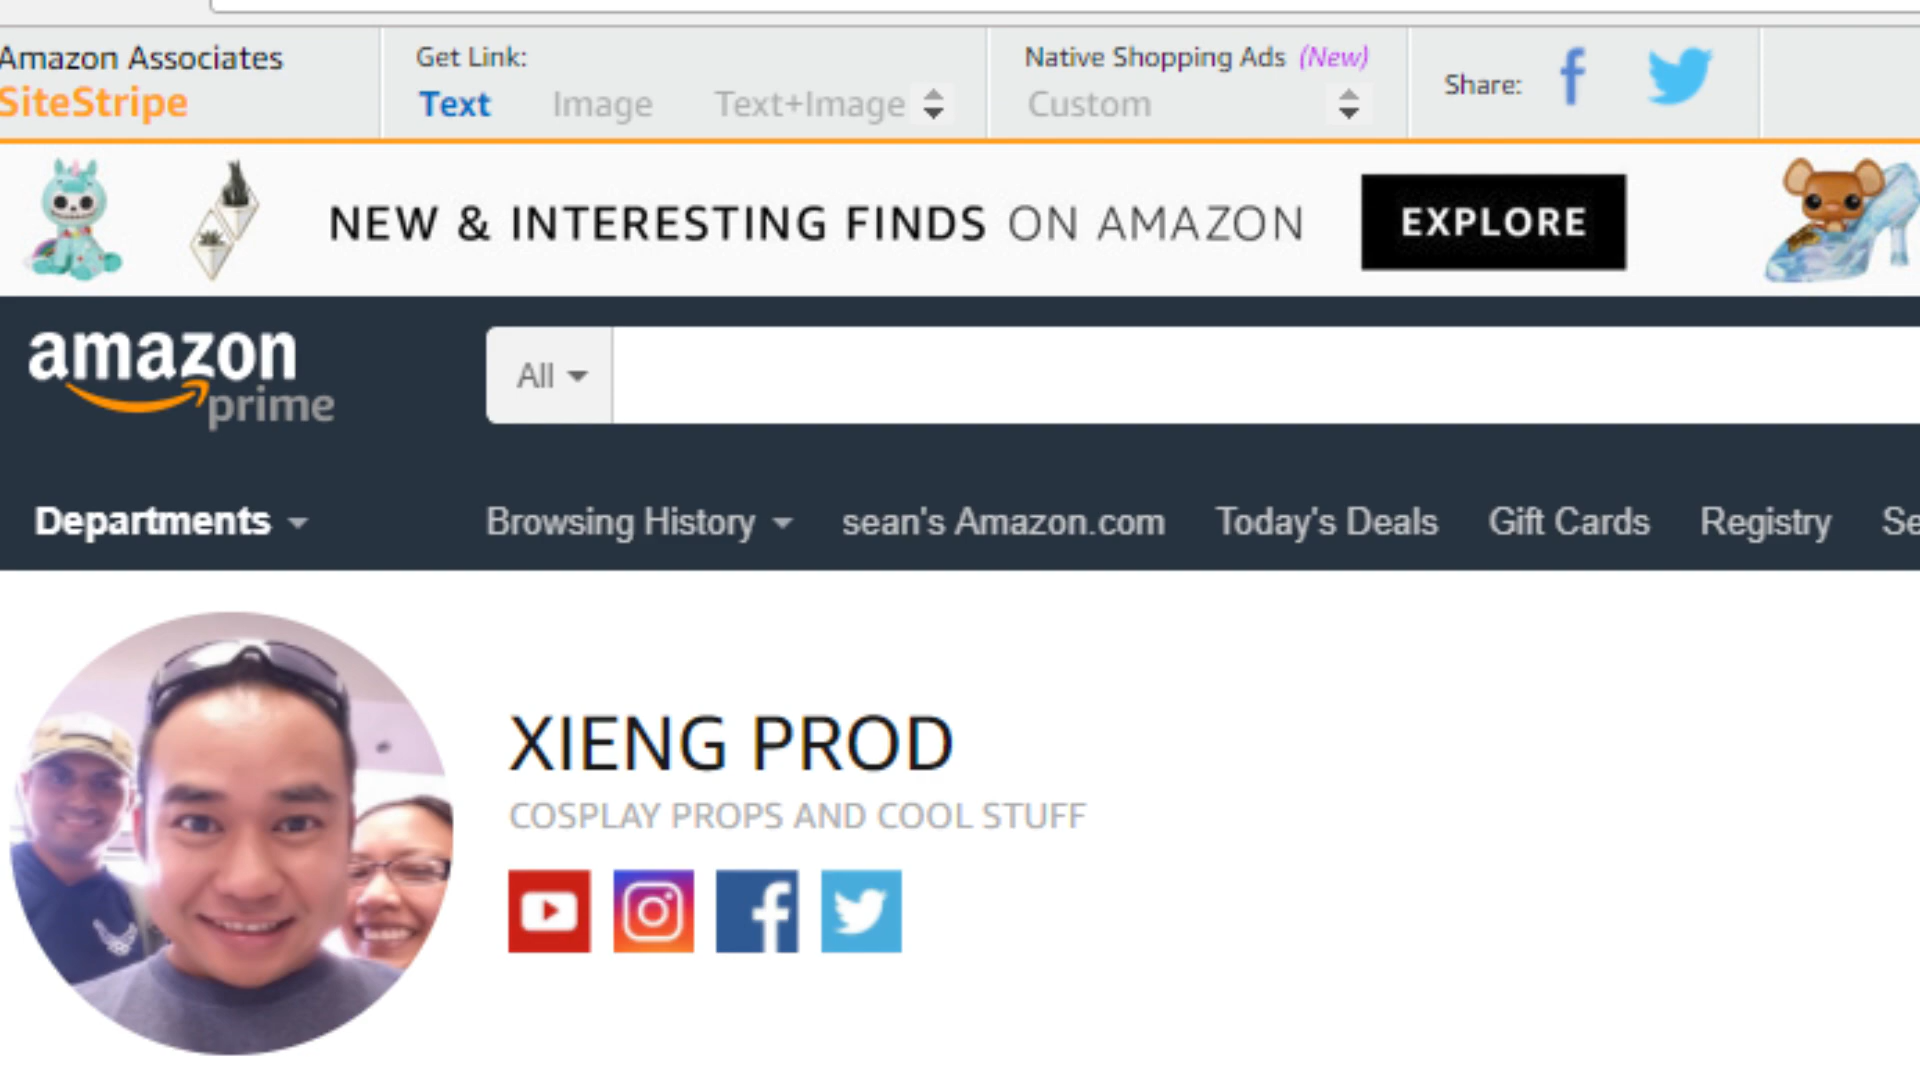 Amazon Associates
SiteStripe
Get Link:
Text Image Text+Image
Native Shopping Ads (New)
Custom
Share:
NEW & INTERESTING FINDS ON AMAZON
EXPLORE
amazon
prime
All
Departments
Browsing History
sean's Amazon.com
Today's Deals
Gift Cards
Registry
Se
XIENG PROD
COSPLAY PROPS AND COOL STUFF